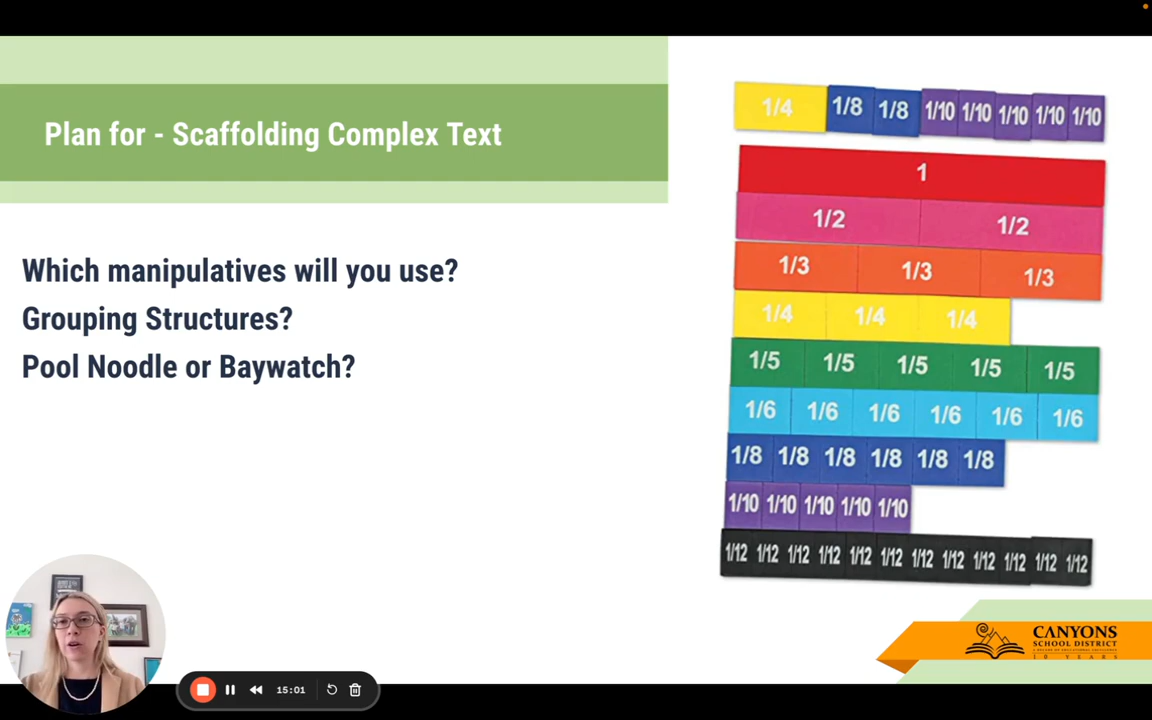 Plan for - Scaffolding Complex Text
Which manipulatives will you use?
Grouping Structures?
Pool Noodle or Baywatch?
1/4 1/8 1/8 1/10 1/10 1/10 1/10 1/10
1
1/2 1/2
1/3 1/3 1/3
1/4 1/4 1/4
1/5 1/5 1/5 1/5 1/5
1/6 1/6 1/6 1/6 1/6 1/6
1/8 1/8 1/8 1/8 1/8 1/8
1/10 1/10 1/10 1/10 1/10
1/12 1/12 1/12 1/12 1/12 1/12 1/12 1/12 1/12 1/12 1/12 1/12
CANYONS
SCHOOL DISTRICT
10 YEARS
15:01